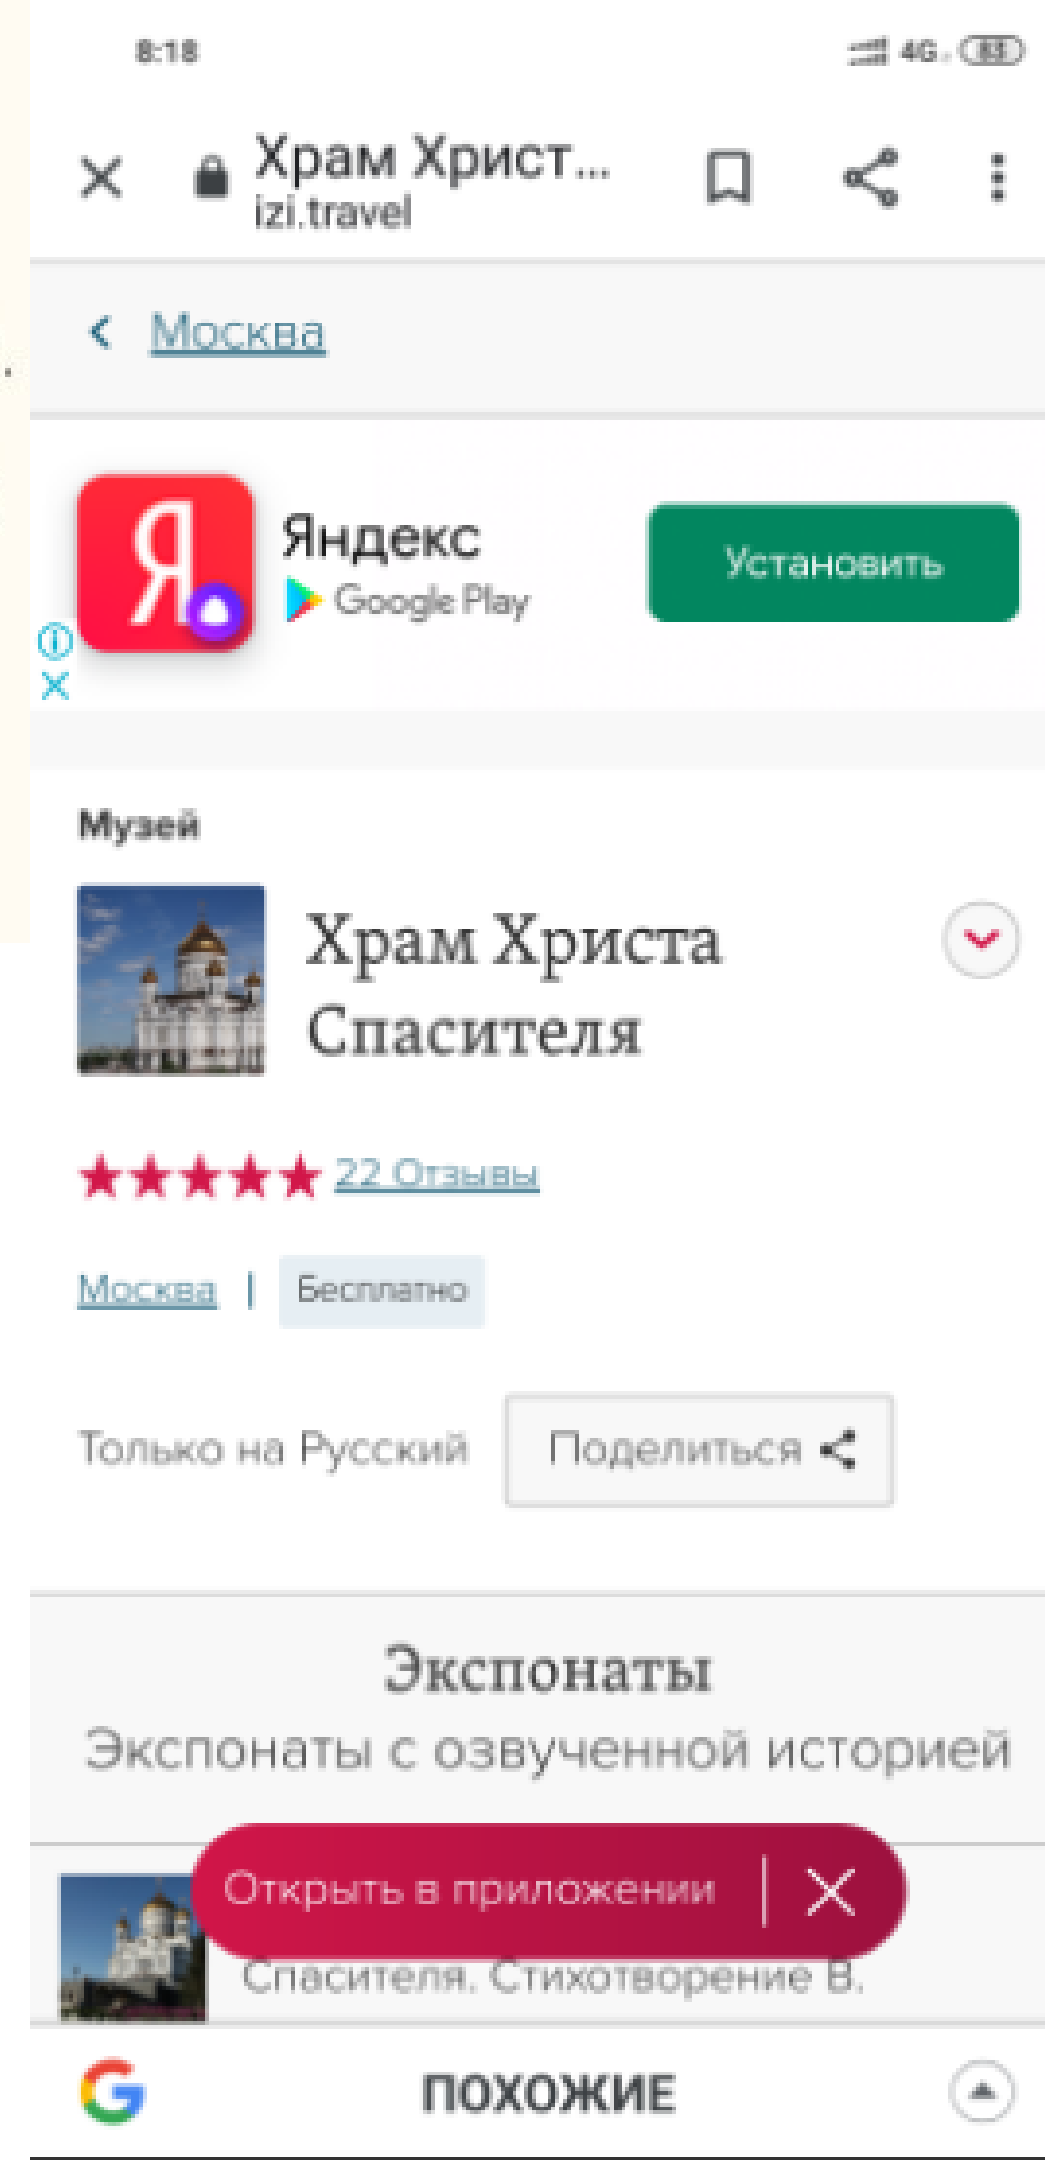 8:18
4G
83
Храм Христ...
izi.travel
Москва
Яндекс
Google Play
Установить
Музей
Храм Христа
Спасителя
22 Отзывы
Москва | Бесплатно
Только на Русский
Поделиться
Экспонаты
Экспонаты с озвученной историей
Открыть в приложении
Спасителя. Стихотворение В.
ПОХОЖИЕ